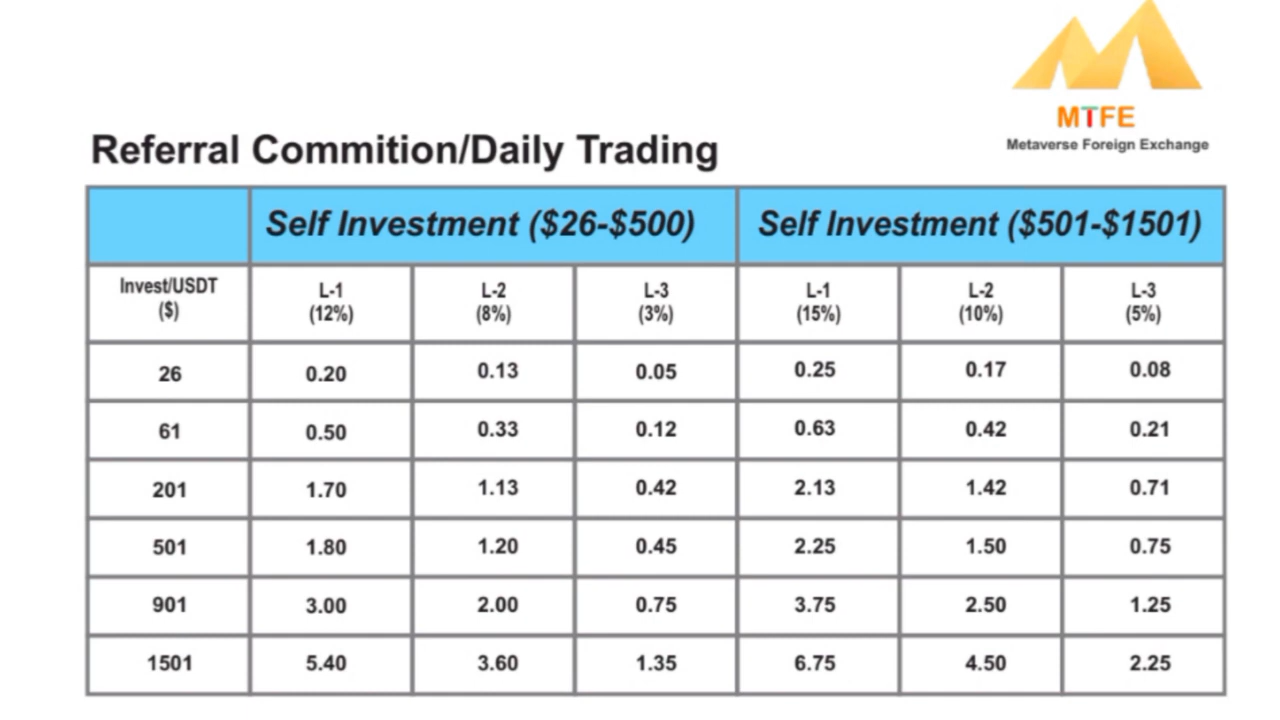 MTFE
Metaverse Foreign Exchange
Referral Commition/Daily Trading
Self Investment ($26-$500) Self Investment ($501-$1501)
Invest/USDT ($) L-1 (12%) L-2 (8%) L-3 (3%) L-1 (15%) L-2 (10%) L-3 (5%)
26 0.20 0.13 0.05 0.25 0.17 0.08
61 0.50 0.33 0.12 0.63 0.42 0.21
201 1.70 1.13 0.42 2.13 1.42 0.71
501 1.80 1.20 0.45 2.25 1.50 0.75
901 3.00 2.00 0.75 3.75 2.50 1.25
1501 5.40 3.60 1.35 6.75 4.50 2.25